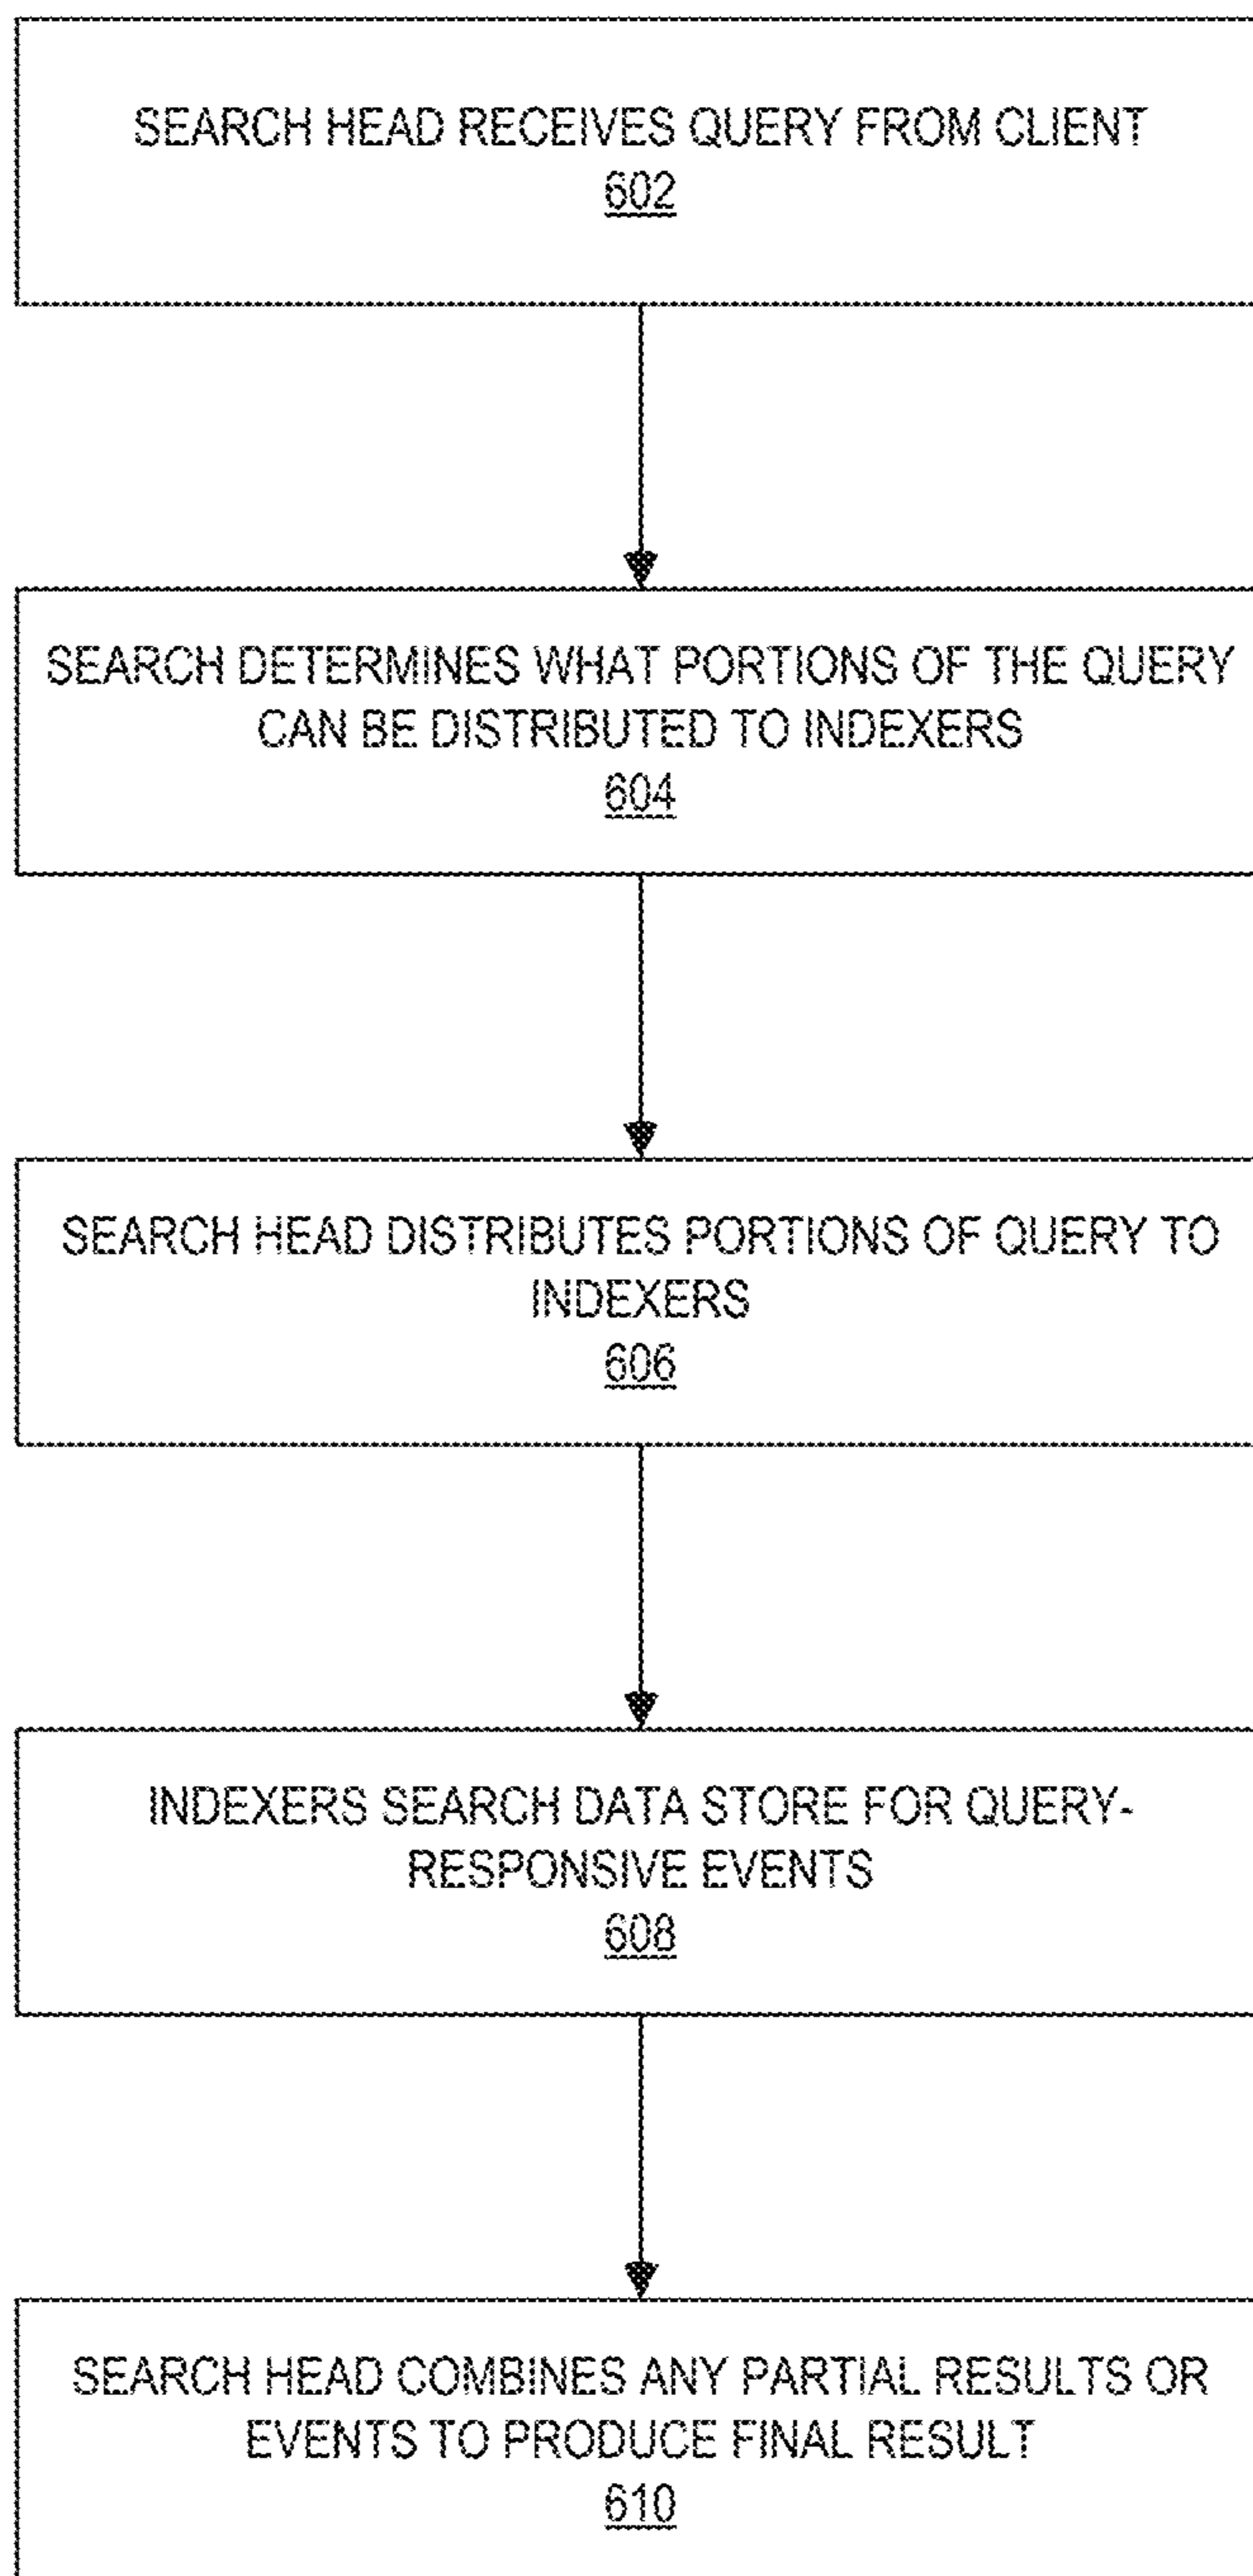 SEARCH HEAD RECEIVES QUERY FROM CLIENT
602
SEARCH DETERMINES WHAT PORTIONS OF THE QUERY
CAN BE DISTRIBUTED TO INDEXERS
604
SEARCH HEAD DISTRIBUTES PORTIONS OF QUERY TO
INDEXERS
606
INDEXERS SEARCH DATA STORE FOR QUERY-
RESPONSIVE EVENTS
608
SEARCH HEAD COMBINES ANY PARTIAL RESULTS OR
EVENTS TO PRODUCE FINAL RESULT
610